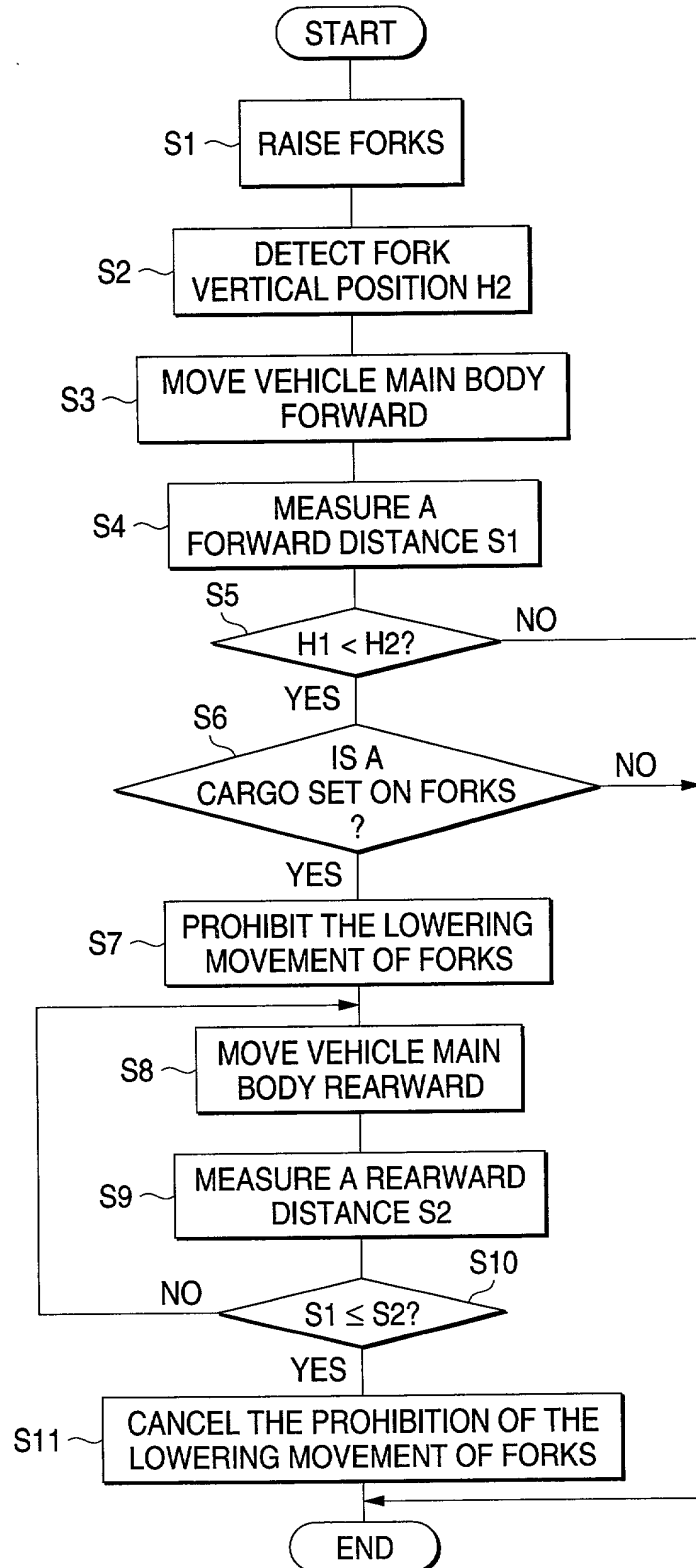 START
S1
RAISE FORKS
S2
DETECT FORK
VERTICAL POSITION H2
S3
MOVE VEHICLE MAIN BODY
FORWARD
S4
MEASURE A
FORWARD DISTANCE S1
S5
H1 < H2?
NO
YES
S6
IS A
CARGO SET ON FORKS
?
NO
YES
S7
PROHIBIT THE LOWERING
MOVEMENT OF FORKS
S8
MOVE VEHICLE MAIN
BODY REARWARD
S9
MEASURE A REARWARD
DISTANCE S2
S10
NO
S1 ≤ S2?
YES
S11
CANCEL THE PROHIBITION OF THE
LOWERING MOVEMENT OF FORKS
END